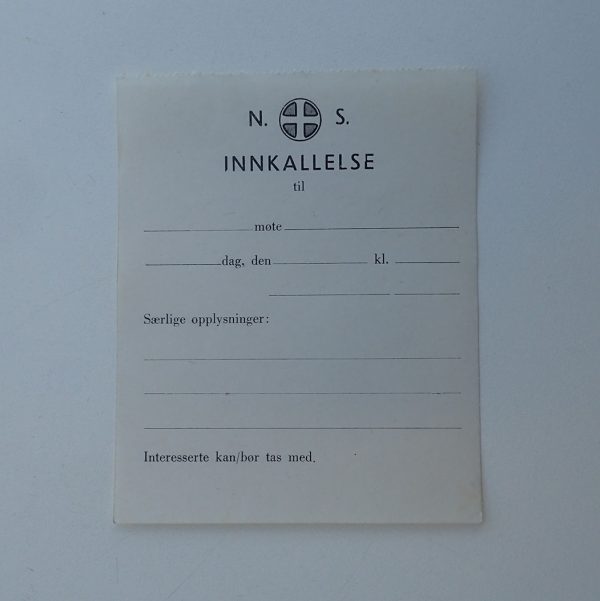 N. S.
INNKALLELSE
til
møte
dag, den kl.
Særlige opplysninger:
Interesserte kan/bør tas med.